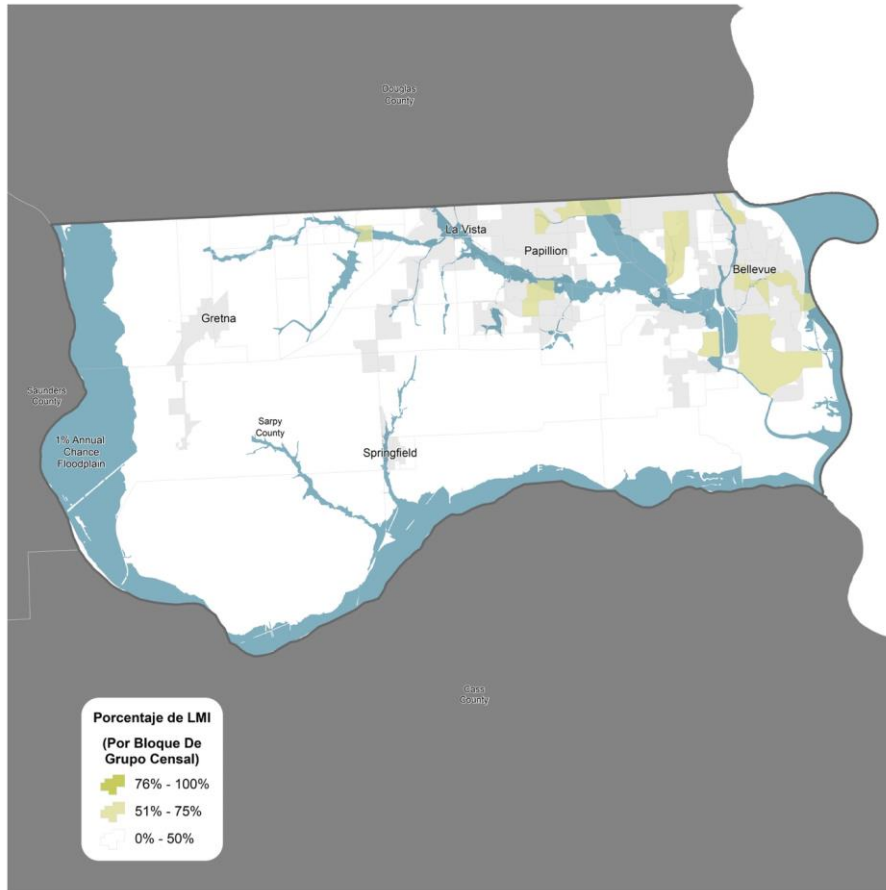 Douglas
County
La Vista
Papillion
Bellevue
Gretna
Saunders
County
Sarpy
County
1% Annual
Chance
Floodplain
Springfield
Cass
County
Porcentaje de LMI
(Por Bloque De
Grupo Censal)
76% - 100%
51% - 75%
0% - 50%